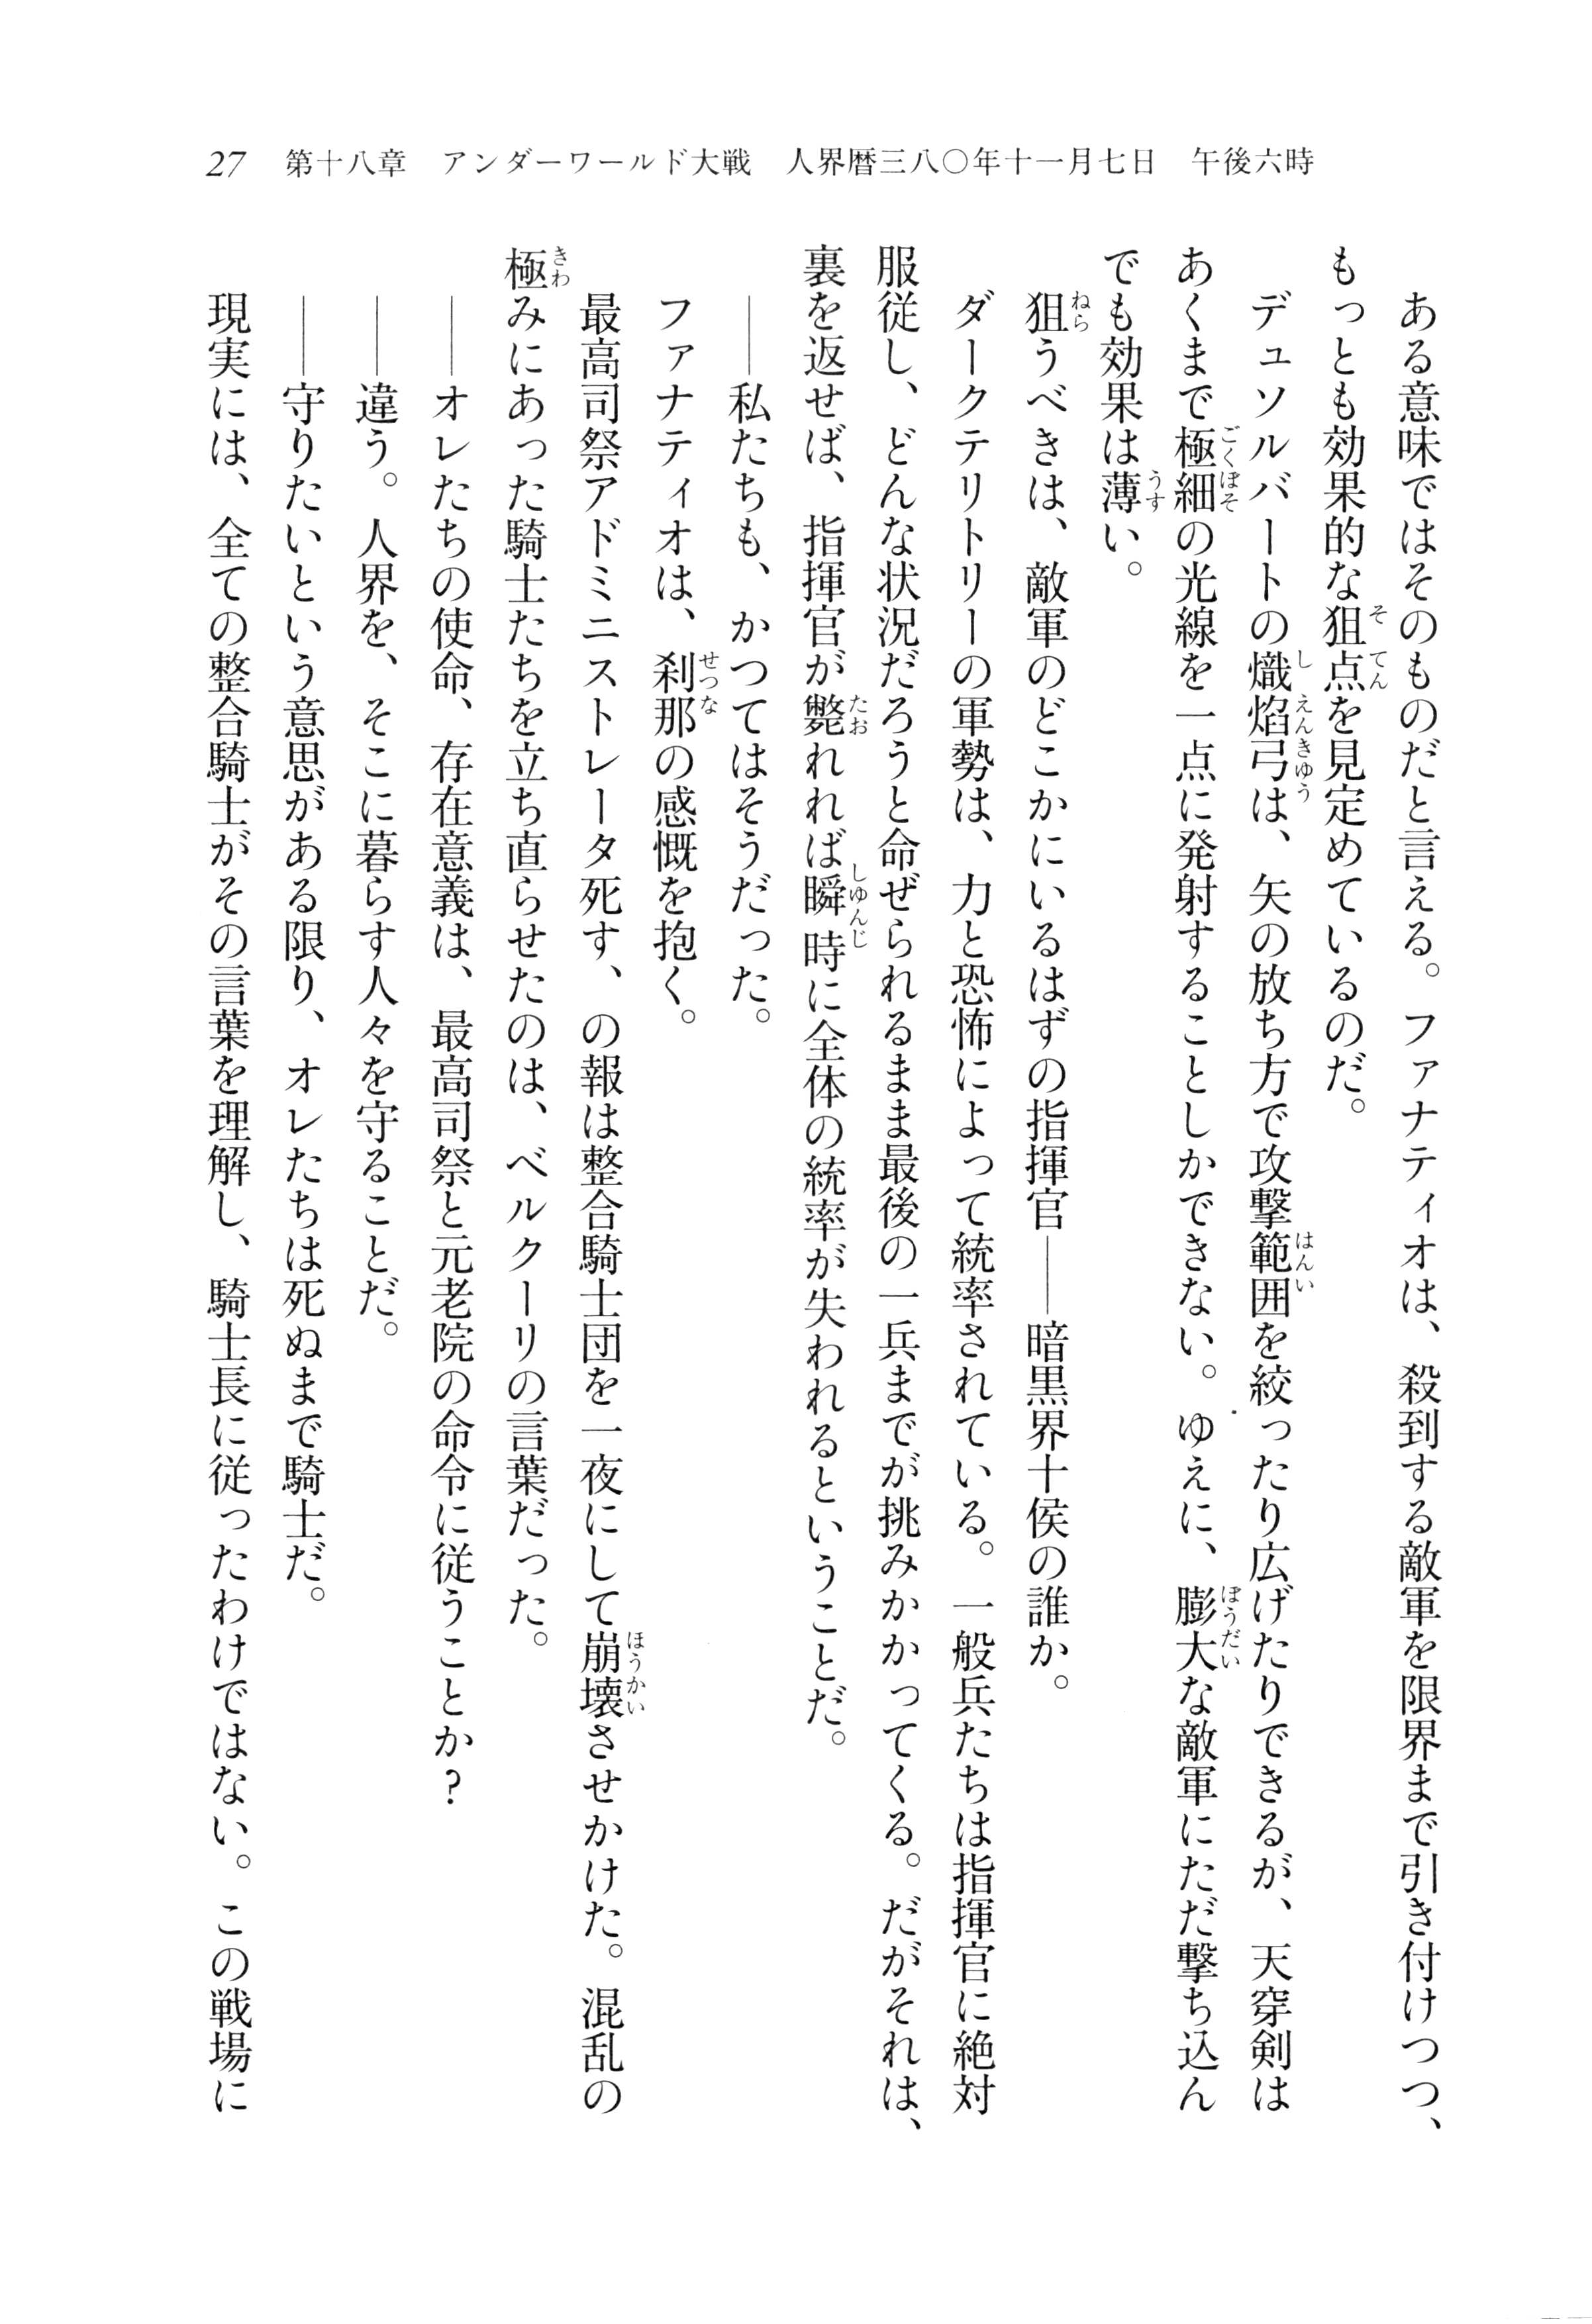 27　第十八章　アンダーワールド大戦　人界暦三八〇年十一月七日　午後六時
　ある意味ではそのものだと言える。ファナティオは、殺到する敵軍を限界まで引き付けつつ、
もっとも効果的な狙点を見定めているのだ。
　デュソルバートの熾焰弓は、矢の放ち方で攻撃範囲を絞ったり広げたりできるが、天穿剣は
あくまで極細の光線を一点に発射することしかできない。ゆえに、膨大な敵軍にただ撃ち込ん
でも効果は薄い。
　狙うべきは、敵軍のどこかにいるはずの指揮官――暗黒界十侯の誰か。
　ダークテリトリーの軍勢は、力と恐怖によって統率されている。一般兵たちは指揮官に絶対
服従し、どんな状況だろうと命ぜられるまま最後の一兵までが挑みかかってくる。だがそれは、
裏を返せば、指揮官が斃れれば瞬時に全体の統率が失われるということだ。
　――私たちも、かつてはそうだった。
　ファナティオは、刹那の感慨を抱く。
　最高司祭アドミニストレータ死す、の報は整合騎士団を一夜にして崩壊させかけた。混乱の
極みにあった騎士たちを立ち直らせたのは、ベルクーリの言葉だった。
　――オレたちの使命、存在意義は、最高司祭と元老院の命令に従うことか？
　――違う。人界を、そこに暮らす人々を守ることだ。
　――守りたいという意思がある限り、オレたちは死ぬまで騎士だ。
　現実には、全ての整合騎士がその言葉を理解し、騎士長に従ったわけではない。この戦場に